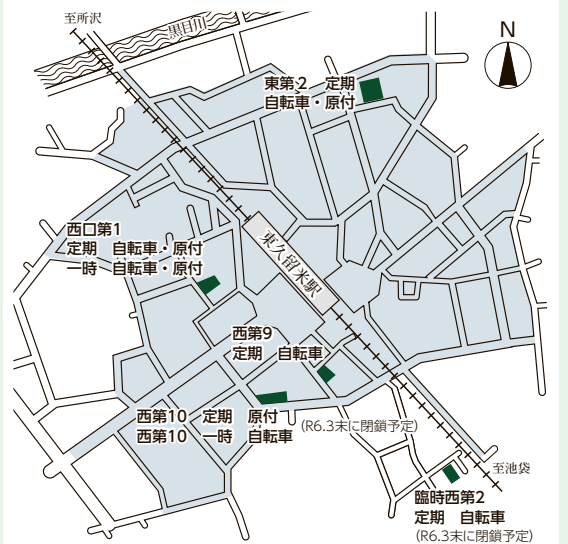 至所沢
黒目川
N
東第2　定期
自転車・原付
西口第1
定期　自転車・原付
一時　自転車・原付
東久留米駅
西第9
定期　自転車
西第10　定期　原付
西第10　一時　自転車
(R6.3末に閉鎖予定)
至池袋
臨時西第2
定期　自転車
(R6.3末に閉鎖予定)